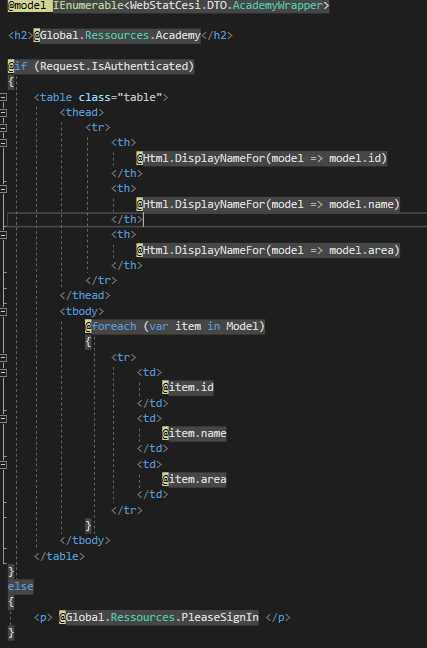 @model IEnumerable<WebStatCesi.DTO.AcademyWrapper>
<h2>@Global.Ressources.Academy</h2>
@if (Request.IsAuthenticated)
{
<table class="table">
<thead>
<tr>
<th>
@Html.DisplayNameFor(model => model.id)
</th>
<th>
@Html.DisplayNameFor(model => model.name)
</th>
<th>
@Html.DisplayNameFor(model => model.area)
</th>
</tr>
</thead>
<tbody>
@foreach (var item in Model)
{
<tr>
<td>
@item.id
</td>
<td>
@item.name
</td>
<td>
@item.area
</td>
</tr>
}
</tbody>
</table>
}
else
{
<p> @Global.Ressources.PleaseSignIn </p>
}